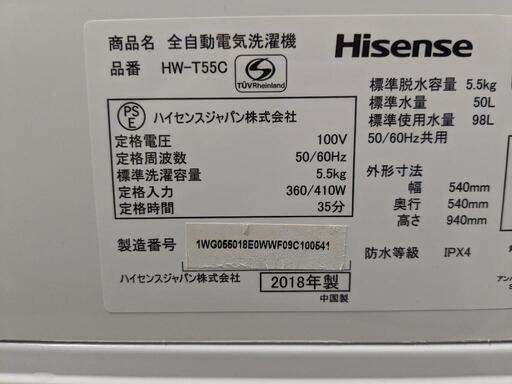 商品名 全自動電気洗濯機
品番 HW-T55C
TÜVRheinland
Hisense
PSE
ハイセンスジャパン株式会社
定格電圧 100V
定格周波数 50/60Hz
標準洗濯容量 5.5kg
定格入力 360/410W
定格時間 35分
標準脱水容量 5.5kg
標準水量 50L
標準使用水量 98L
50/60Hz共用
外形寸法
幅 540mm
奥行 540mm
高さ 940mm
防水等級 IPX4
製造番号 1WG055018E0WWF09C100541
ハイセンスジャパン株式会社
2018年製
中国製